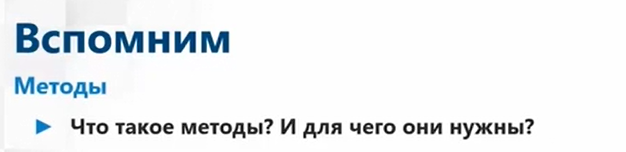 Вспомним
Методы
Что такое методы? И для чего они нужны?